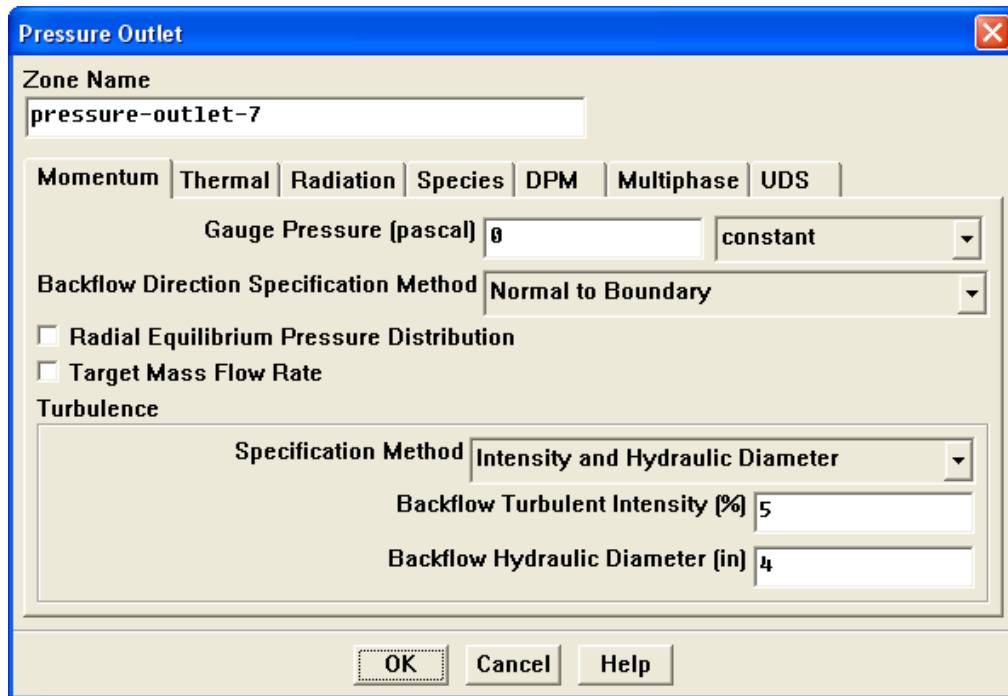 Pressure Outlet
Zone Name
pressure-outlet-7
Momentum Thermal Radiation Species DPM Multiphase UDS
Gauge Pressure (pascal) 0 constant
Backflow Direction Specification Method Normal to Boundary
Radial Equilibrium Pressure Distribution
Target Mass Flow Rate
Turbulence
Specification Method Intensity and Hydraulic Diameter
Backflow Turbulent Intensity (%) 5
Backflow Hydraulic Diameter (in) 4
OK Cancel Help